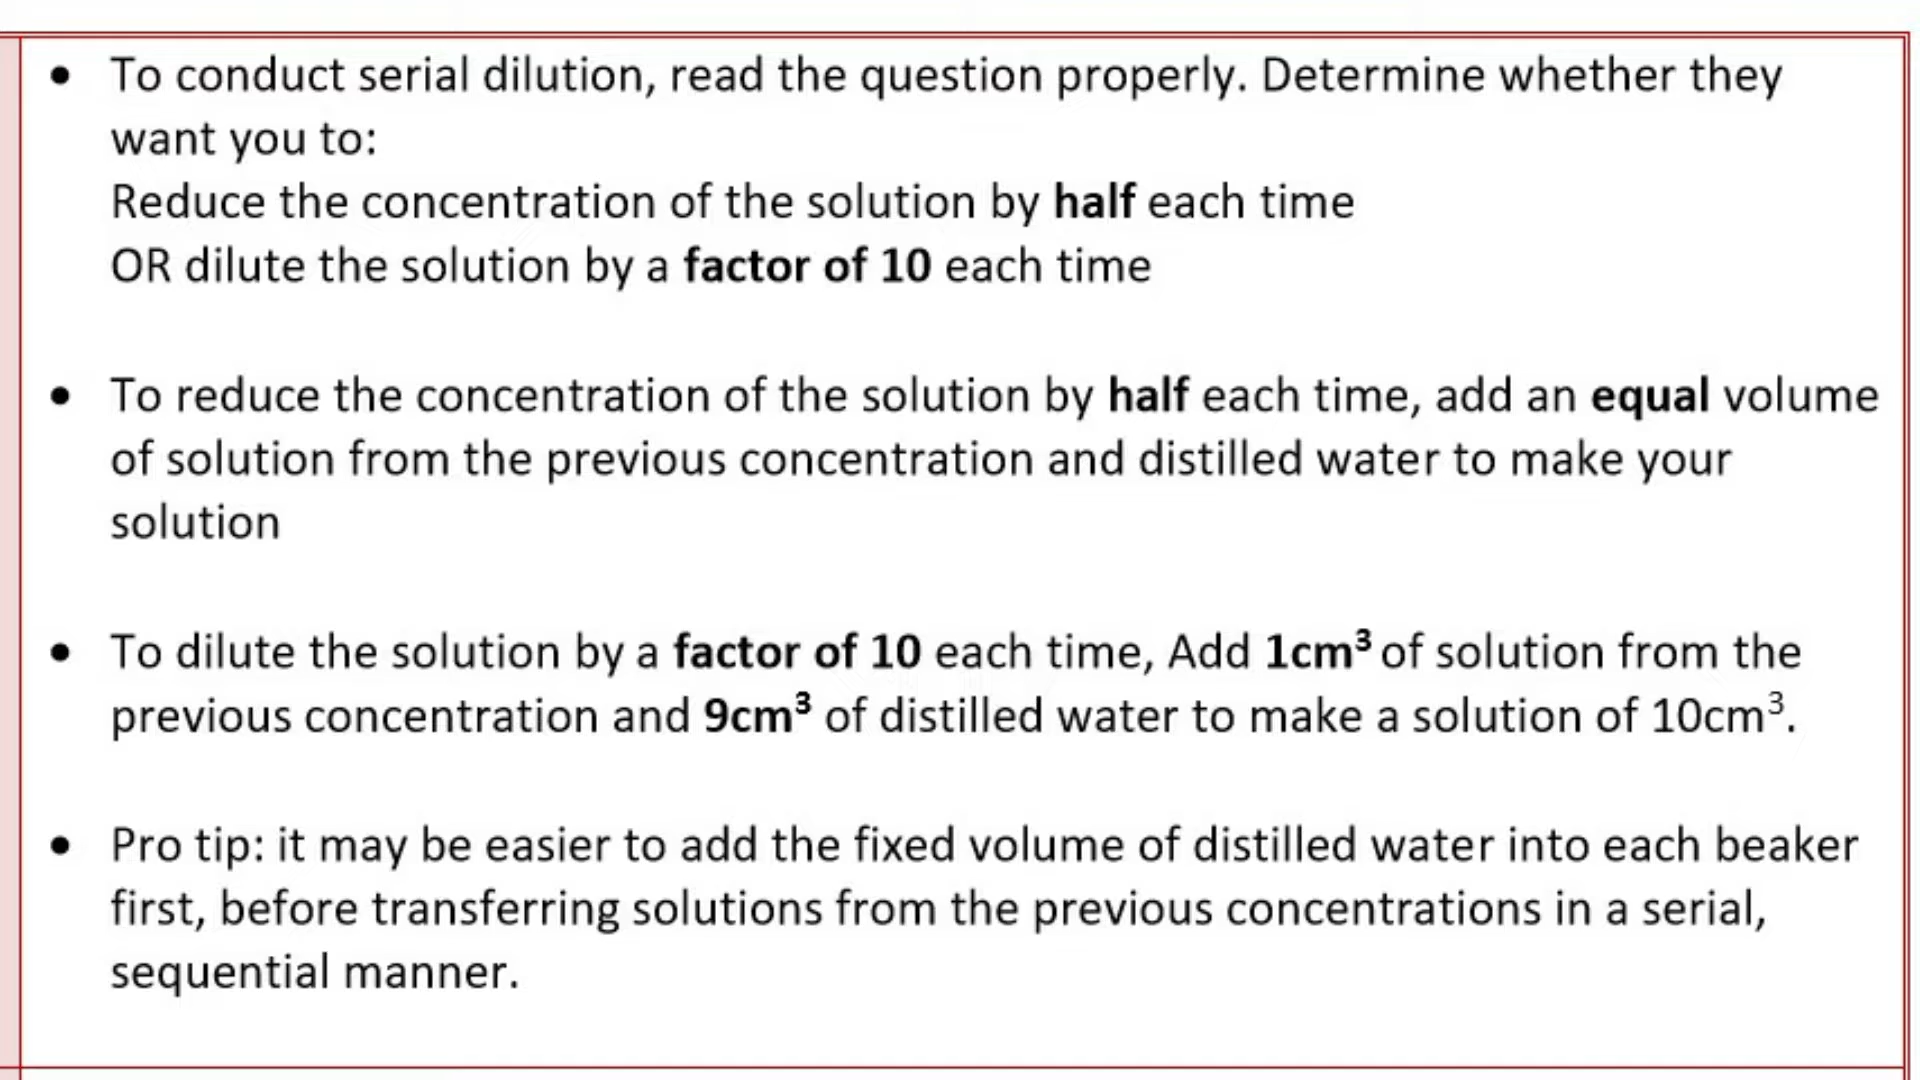 • To conduct serial dilution, read the question properly. Determine whether they
want you to:
Reduce the concentration of the solution by half each time
OR dilute the solution by a factor of 10 each time
• To reduce the concentration of the solution by half each time, add an equal volume
of solution from the previous concentration and distilled water to make your
solution
• To dilute the solution by a factor of 10 each time, Add 1cm³ of solution from the
previous concentration and 9cm³ of distilled water to make a solution of 10cm³.
• Pro tip: it may be easier to add the fixed volume of distilled water into each beaker
first, before transferring solutions from the previous concentrations in a serial,
sequential manner.